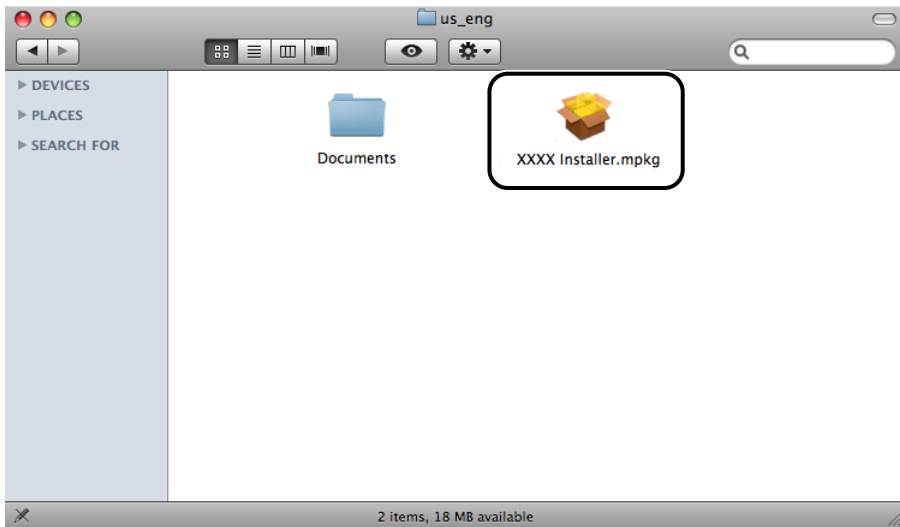 us_eng
DEVICES
PLACES
SEARCH FOR
Documents
XXXX Installer.mpkg
2 items, 18 MB available